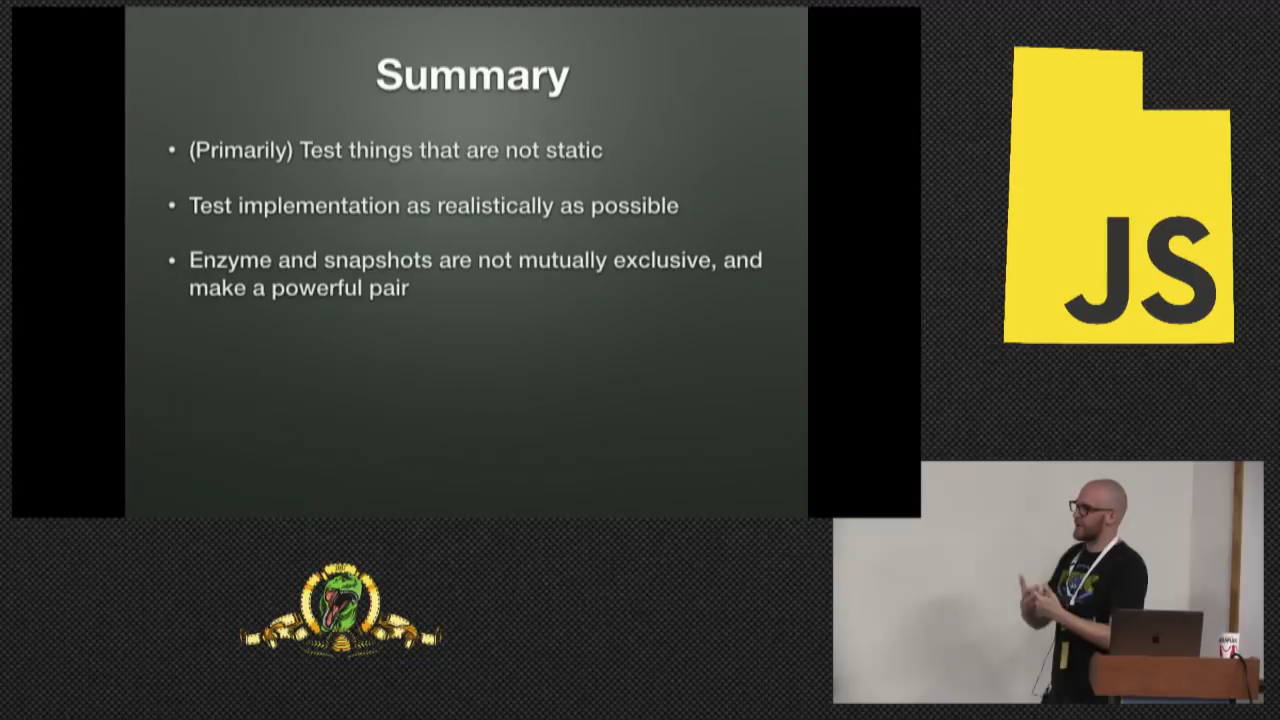 Summary
• (Primarily) Test things that are not static
• Test implementation as realistically as possible
• Enzyme and snapshots are not mutually exclusive, and
make a powerful pair
JS